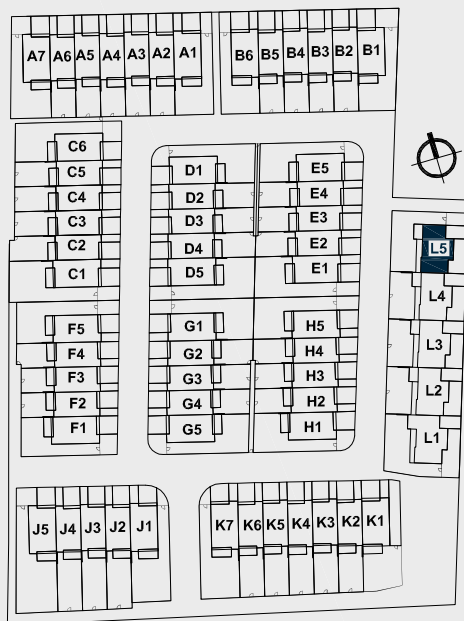 A7 A6 A5 A4 A3 A2 A1
B6 B5 B4 B3 B2 B1
C6
C5
C4
C3
C2
C1
D1
D2
D3
D4
D5
E5
E4
E3
E2
E1
L5
L4
L3
L2
L1
F5
F4
F3
F2
F1
G1
G2
G3
G4
G5
H5
H4
H3
H2
H1
J5 J4 J3 J2 J1
K7 K6 K5 K4 K3 K2 K1